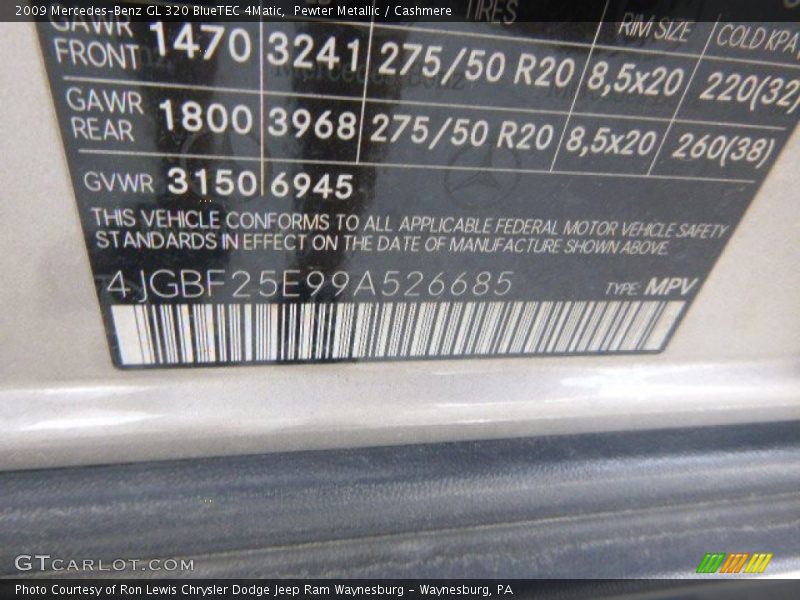 2009 Mercedes-Benz GL 320 BlueTEC 4Matic, Pewter Metallic / Cashmere
TIRES RIM SIZE COLD KPA
GAWR
FRONT 1470 3241 275/50 R20 8,5x20 220(32)
GAWR
REAR 1800 3968 275/50 R20 8,5x20 260(38)
GVWR 3150 6945
THIS VEHICLE CONFORMS TO ALL APPLICABLE FEDERAL MOTOR VEHICLE SAFETY
STANDARDS IN EFFECT ON THE DATE OF MANUFACTURE SHOWN ABOVE.
4JGBF25E99A526685 TYPE: MPV
GTCARLOT.COM
Photo Courtesy of Ron Lewis Chrysler Dodge Jeep Ram Waynesburg - Waynesburg, PA